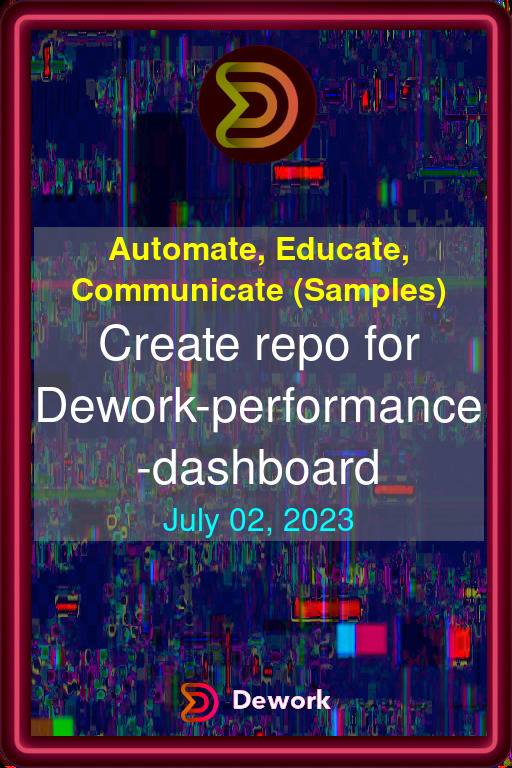 Automate, Educate,
Communicate (Samples)
Create repo for
Dework-performance
-dashboard
July 02, 2023
Dework